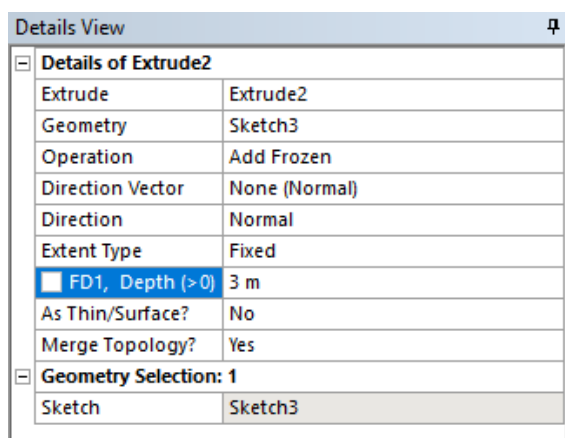 Details View
Details of Extrude2
Extrude Extrude2
Geometry Sketch3
Operation Add Frozen
Direction Vector None (Normal)
Direction Normal
Extent Type Fixed
FD1, Depth (>0) 3 m
As Thin/Surface? No
Merge Topology? Yes
Geometry Selection: 1
Sketch Sketch3